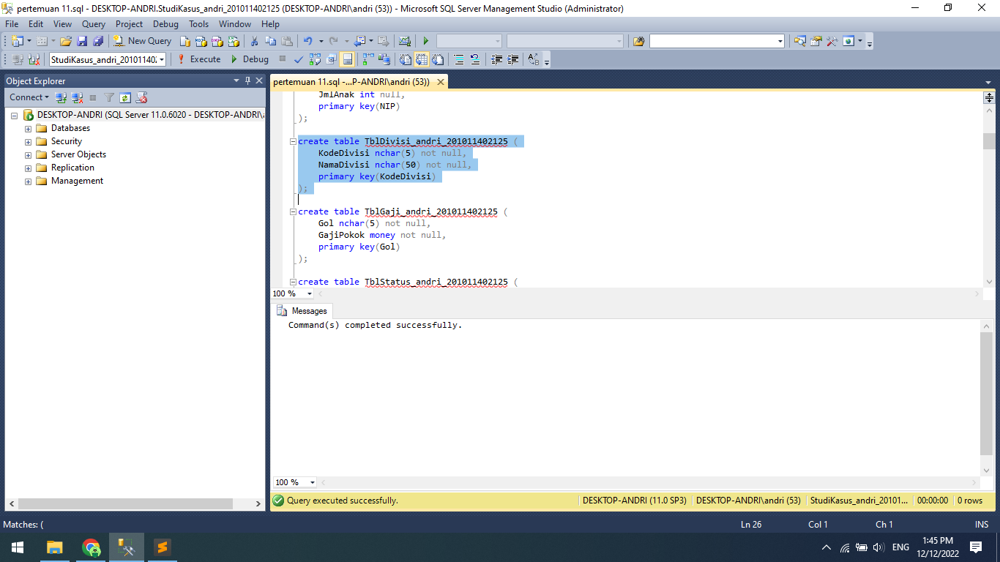 pertemuan 11.sql - DESKTOP-ANDRI.StudiKasus_andri_201011402125 (DESKTOP-ANDRI\andri (53)) - Microsoft SQL Server Management Studio (Administrator)
File Edit View Query Project Debug Tools Window Help
New Query
StudiKasus_andri_201011402 Execute Debug
Object Explorer
Connect
DESKTOP-ANDRI (SQL Server 11.0.6020 - DESKTOP-ANDRI\
Databases
Security
Server Objects
Replication
Management
pertemuan 11.sql -...P-ANDRI\andri (53))
JmlAnak int null,
primary key(NIP)
);
create table TblDivisi_andri_201011402125 (
KodeDivisi nchar(5) not null,
NamaDivisi nchar(50) not null,
primary key(KodeDivisi)
);
create table TblGaji_andri_201011402125 (
Gol nchar(5) not null,
GajiPokok money not null,
primary key(Gol)
);
create table TblStatus_andri_201011402125 (
100 %
Messages
Command(s) completed successfully.
100 %
Query executed successfully. DESKTOP-ANDRI (11.0 SP3) DESKTOP-ANDRI\andri (53) StudiKasus_andri_20101... 00:00:00 0 rows
Matches: ( Ln 26 Col 1 Ch 1 INS
ENG
1:45 PM
12/12/2022